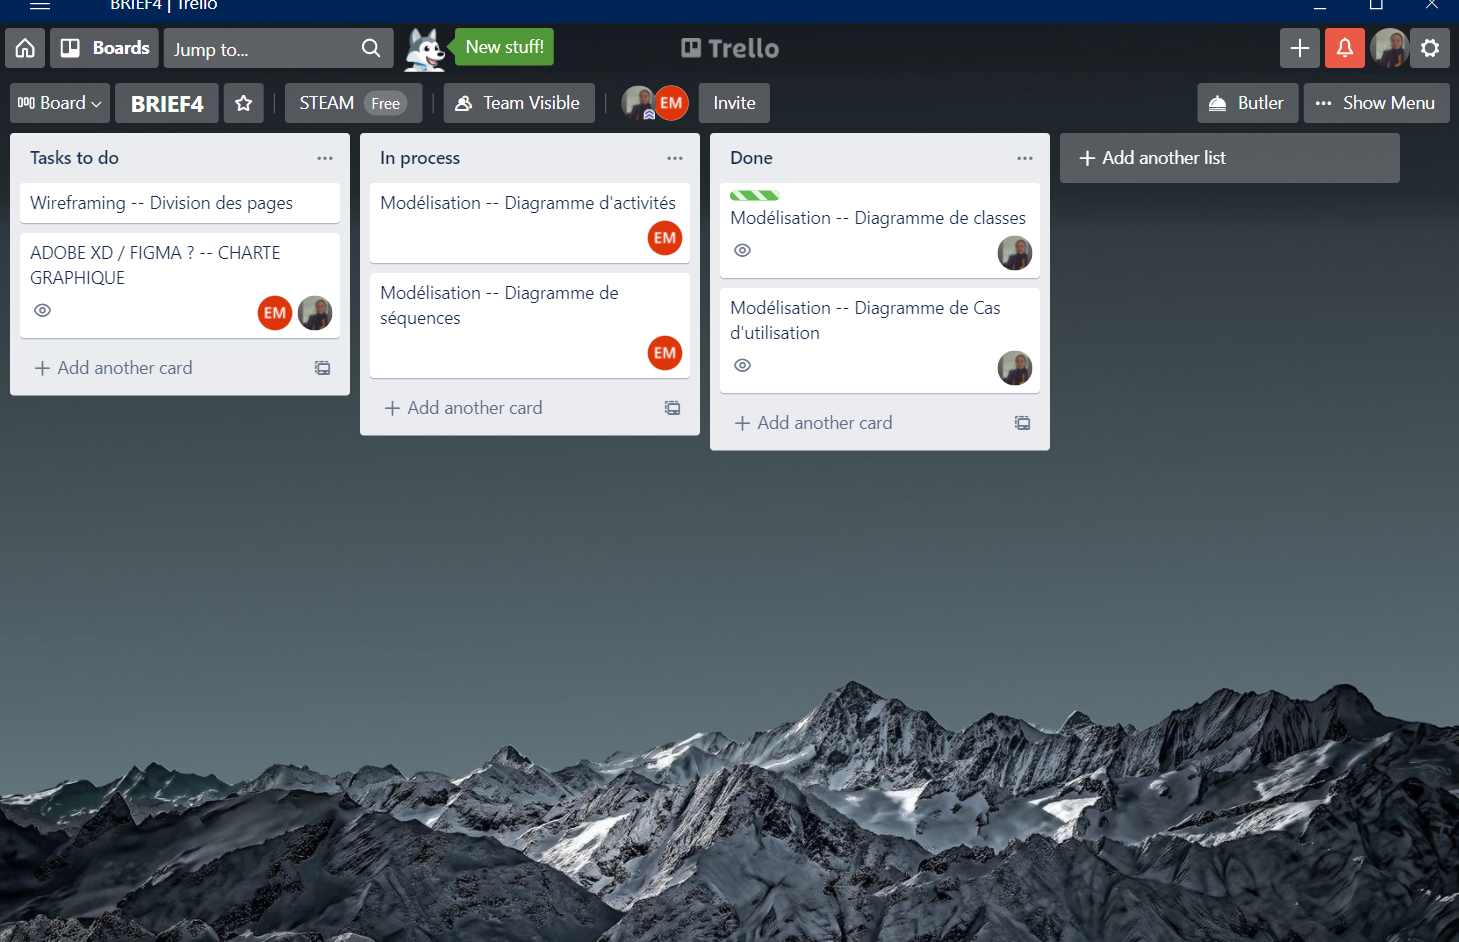 BRIEF4 | Trello
Boards
Jump to...
New stuff!
Trello
Board
BRIEF4
STEAM Free
Team Visible
EM
Invite
Butler
... Show Menu
Tasks to do
Wireframing -- Division des pages
ADOBE XD / FIGMA ? -- CHARTE
GRAPHIQUE
EM
+ Add another card
In process
Modélisation -- Diagramme d'activités
EM
Modélisation -- Diagramme de
séquences
EM
+ Add another card
Done
Modélisation -- Diagramme de classes
Modélisation -- Diagramme de Cas
d'utilisation
+ Add another card
+ Add another list